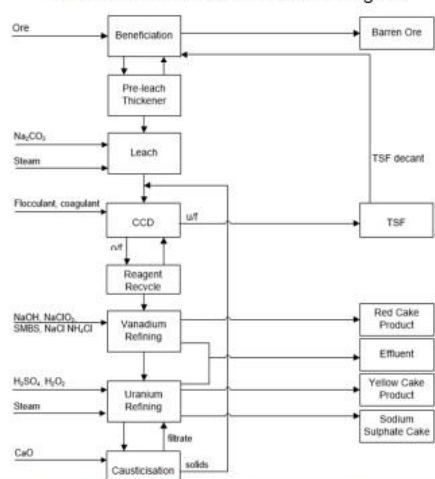 Ore
Beneficiation
Barren Ore
Pre-leach
Thickener
Na₂CO₃
Leach
Steam
TSF decant
Flocculant, coagulant
CCD
u/f
TSF
o/f
Reagent
Recycle
NaOH, NaClO₃,
SMBS, NaCl NH₄Cl
Vanadium
Refining
Red Cake
Product
Effluent
H₂SO₄, H₂O₂
Uranium
Refining
Steam
Yellow Cake
Product
Sodium
Sulphate Cake
filtrate
CaO
Causticisation
solids